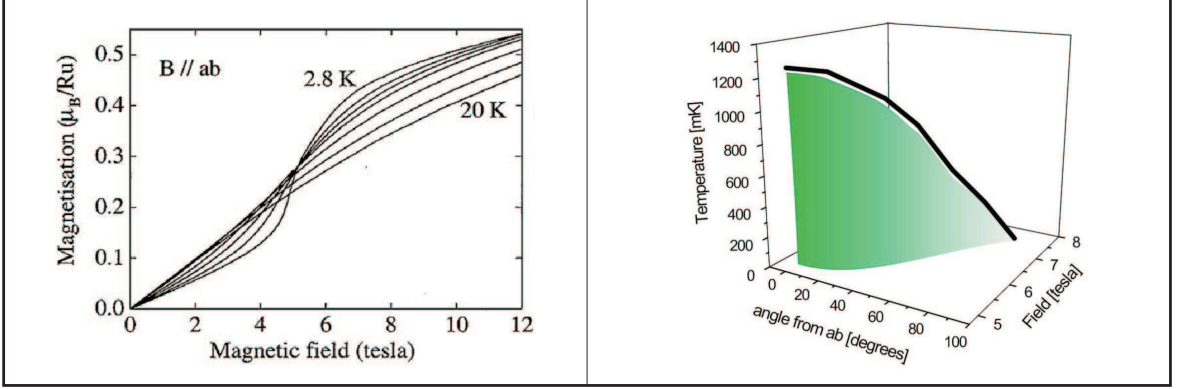 0.5
0.4
0.3
0.2
0.1
0.0
0 2 4 6 8 10 12
Magnetisation (μB/Ru)
Magnetic field (tesla)
B // ab
2.8 K
20 K
1400
1200
1000
800
600
400
200
0
Temperature [mK]
0 20 40 60 80 100
angle from ab [degrees]
5 6 7 8
Field [tesla]